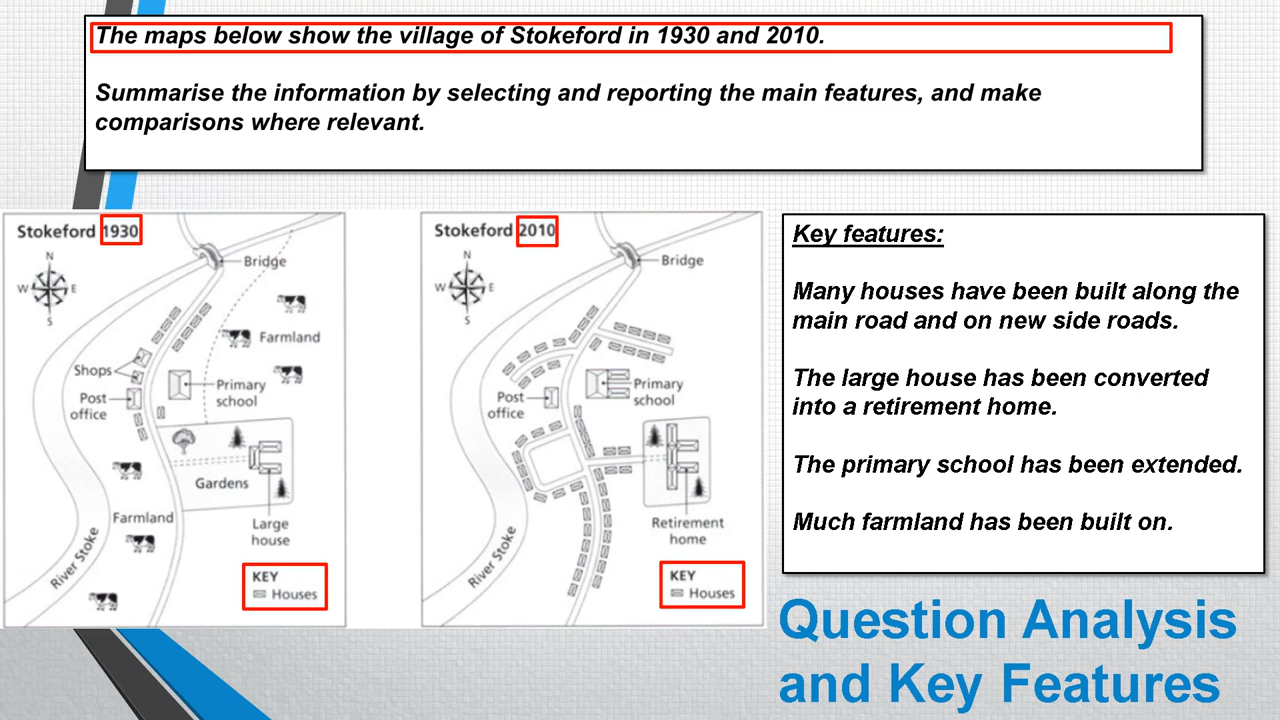 The maps below show the village of Stokeford in 1930 and 2010.
Summarise the information by selecting and reporting the main features, and make
comparisons where relevant.
Stokeford 1930
N
W E
S
Bridge
Farmland
Shops
Primary
school
Post
office
Gardens
Farmland
Large
house
River Stoke
KEY
Houses
Stokeford 2010
N
W E
S
Bridge
Primary
school
Post
office
Retirement
home
River Stoke
KEY
Houses
Key features:
Many houses have been built along the
main road and on new side roads.
The large house has been converted
into a retirement home.
The primary school has been extended.
Much farmland has been built on.
Question Analysis
and Key Features